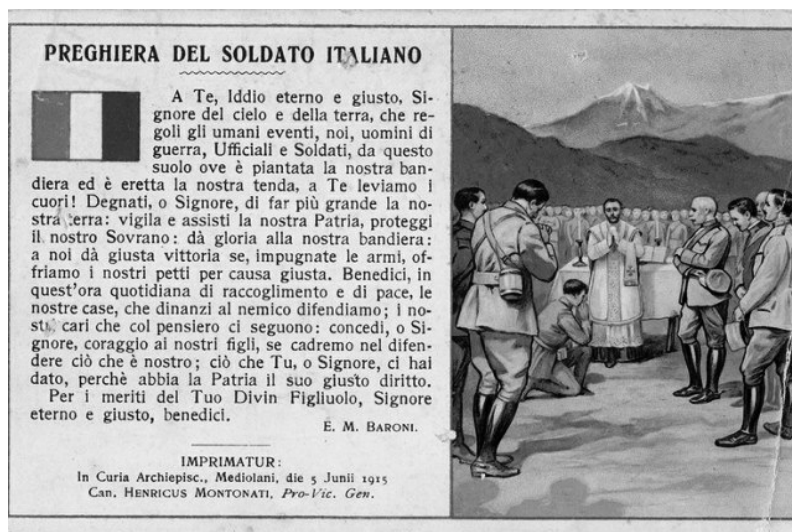 PREGHIERA DEL SOLDATO ITALIANO
A Te, Iddio eterno e giusto, Si-
gnore del cielo e della terra, che re-
goli gli umani eventi, noi, uomini di
guerra, Ufficiali e Soldati, da questo
suolo ove è piantata la nostra ban-
diera ed è eretta la nostra tenda, a Te leviamo i
cuori! Degnati, o Signore, di far più grande la no-
stra terra: vigila e assisti la nostra Patria, proteggi
il nostro Sovrano: dà gloria alla nostra bandiera:
a noi dà giusta vittoria se, impugnate le armi, of-
friamo i nostri petti per causa giusta. Benedici, in
quest'ora quotidiana di raccoglimento e di pace, le
nostre case, che dinanzi al nemico difendiamo; i no-
stri cari che col pensiero ci seguono: concedi, o Si-
gnore, coraggio ai nostri figli, se cadremo nel difen-
dere ciò che è nostro; ciò che Tu, o Signore, ci hai
dato, perchè abbia la Patria il suo giusto diritto.
Per i meriti del Tuo Divin Figliuolo, Signore
eterno e giusto, benedici.
E. M. BARONI.
IMPRIMATUR:
In Curia Archiepisc., Mediolani, die 5 Junii 1915
Can. HENRICUS MONTONATI, Pro-Vic. Gen.